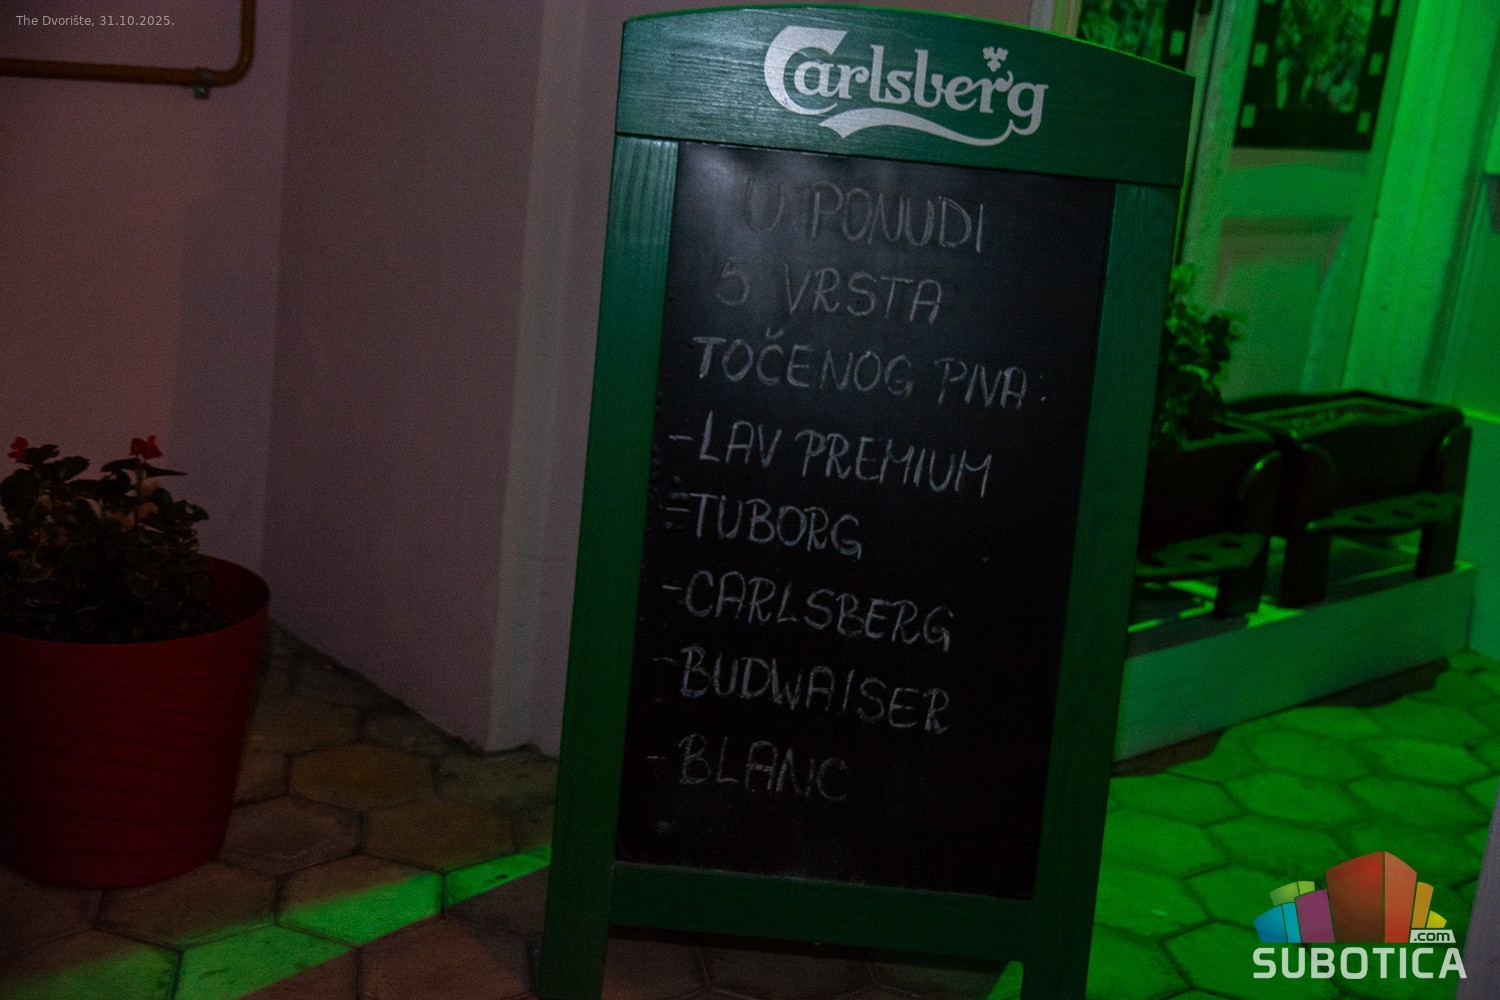 The Dvorište, 31.10.2025.
Carlsberg
U PONUDI
5 VRSTA
TOČENOG PIVA:
-LAV PREMIUM
-TUBORG
-CARLSBERG
-BUDWAISER
-BLANC
.com
SUBOTICA